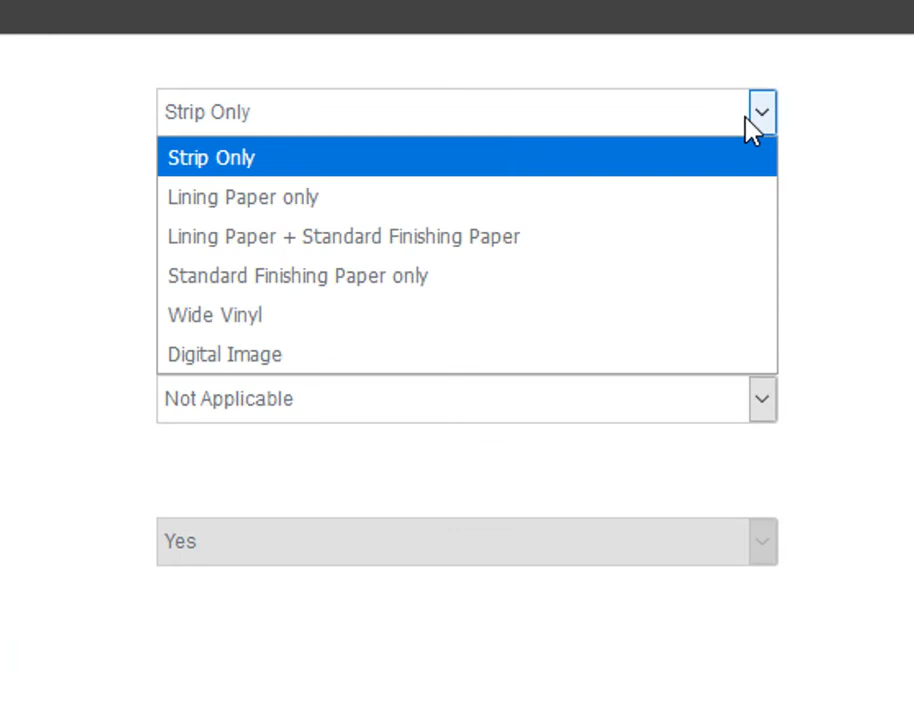 Strip Only
Strip Only
Lining Paper only
Lining Paper + Standard Finishing Paper
Standard Finishing Paper only
Wide Vinyl
Digital Image
Not Applicable
Yes